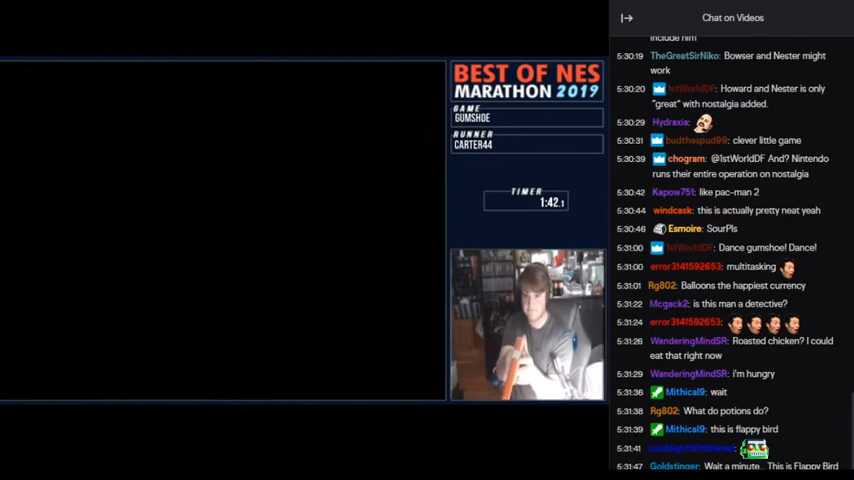 BEST OF NES
MARATHON 2019
GAME
GUMSHOE
RUNNER
CARTER44
TIMER
1:42.1
Chat on Videos
include him
5:30:19 TheGreatSirNiko: Bowser and Nester might
work
5:30:20 1stWorldDF: Howard and Nester is only
"great" with nostalgia added.
5:30:29 Hydraxia:
5:30:31 budthespud99: clever little game
5:30:39 chogram: @1stWorldDF And? Nintendo
runs their entire operation on nostalgia
5:30:42 Kapow751: like pac-man 2
5:30:44 windcask: this is actually pretty neat yeah
5:30:46 Esmoire: SourPls
5:31:00 1stWorldDF: Dance gumshoe! Dance!
5:31:00 error3141592653: multitasking
5:31:01 Rg802: Balloons the happiest currency
5:31:22 Mcgack2: is this man a detective?
5:31:24 error3141592653:
5:31:26 WanderingMindSR: Roasted chicken? I could
eat that right now
5:31:29 WanderingMindSR: i'm hungry
5:31:36 Mithical9: wait
5:31:38 Rg802: What do potions do?
5:31:39 Mithical9: this is flappy bird
5:31:41
5:31:47 Goldstinger: Wait a minute... This is Flappy Bird